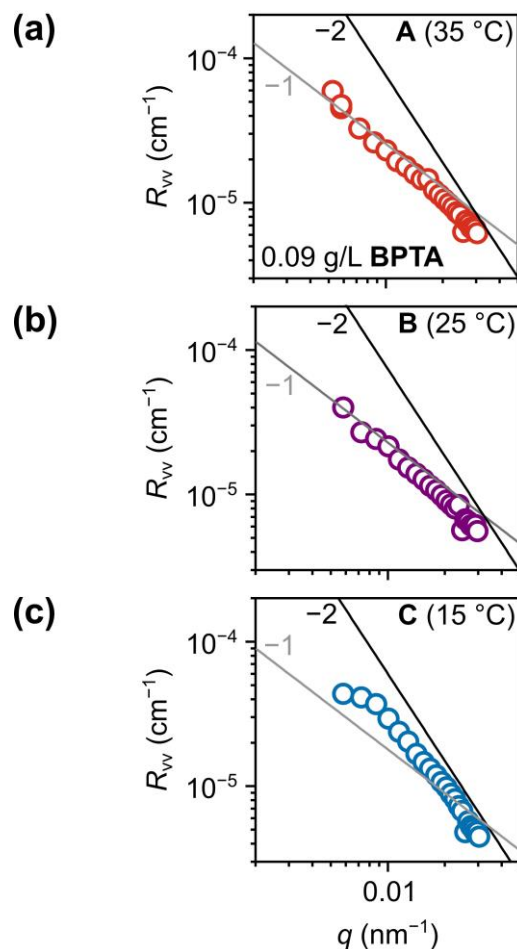 (a)
−2
A (35 °C)
10⁻⁴
−1
R_vv (cm⁻¹)
10⁻⁵
0.09 g/L BPTA
(b)
−2
B (25 °C)
10⁻⁴
−1
R_vv (cm⁻¹)
10⁻⁵
(c)
−2
C (15 °C)
10⁻⁴
−1
R_vv (cm⁻¹)
10⁻⁵
0.01
q (nm⁻¹)